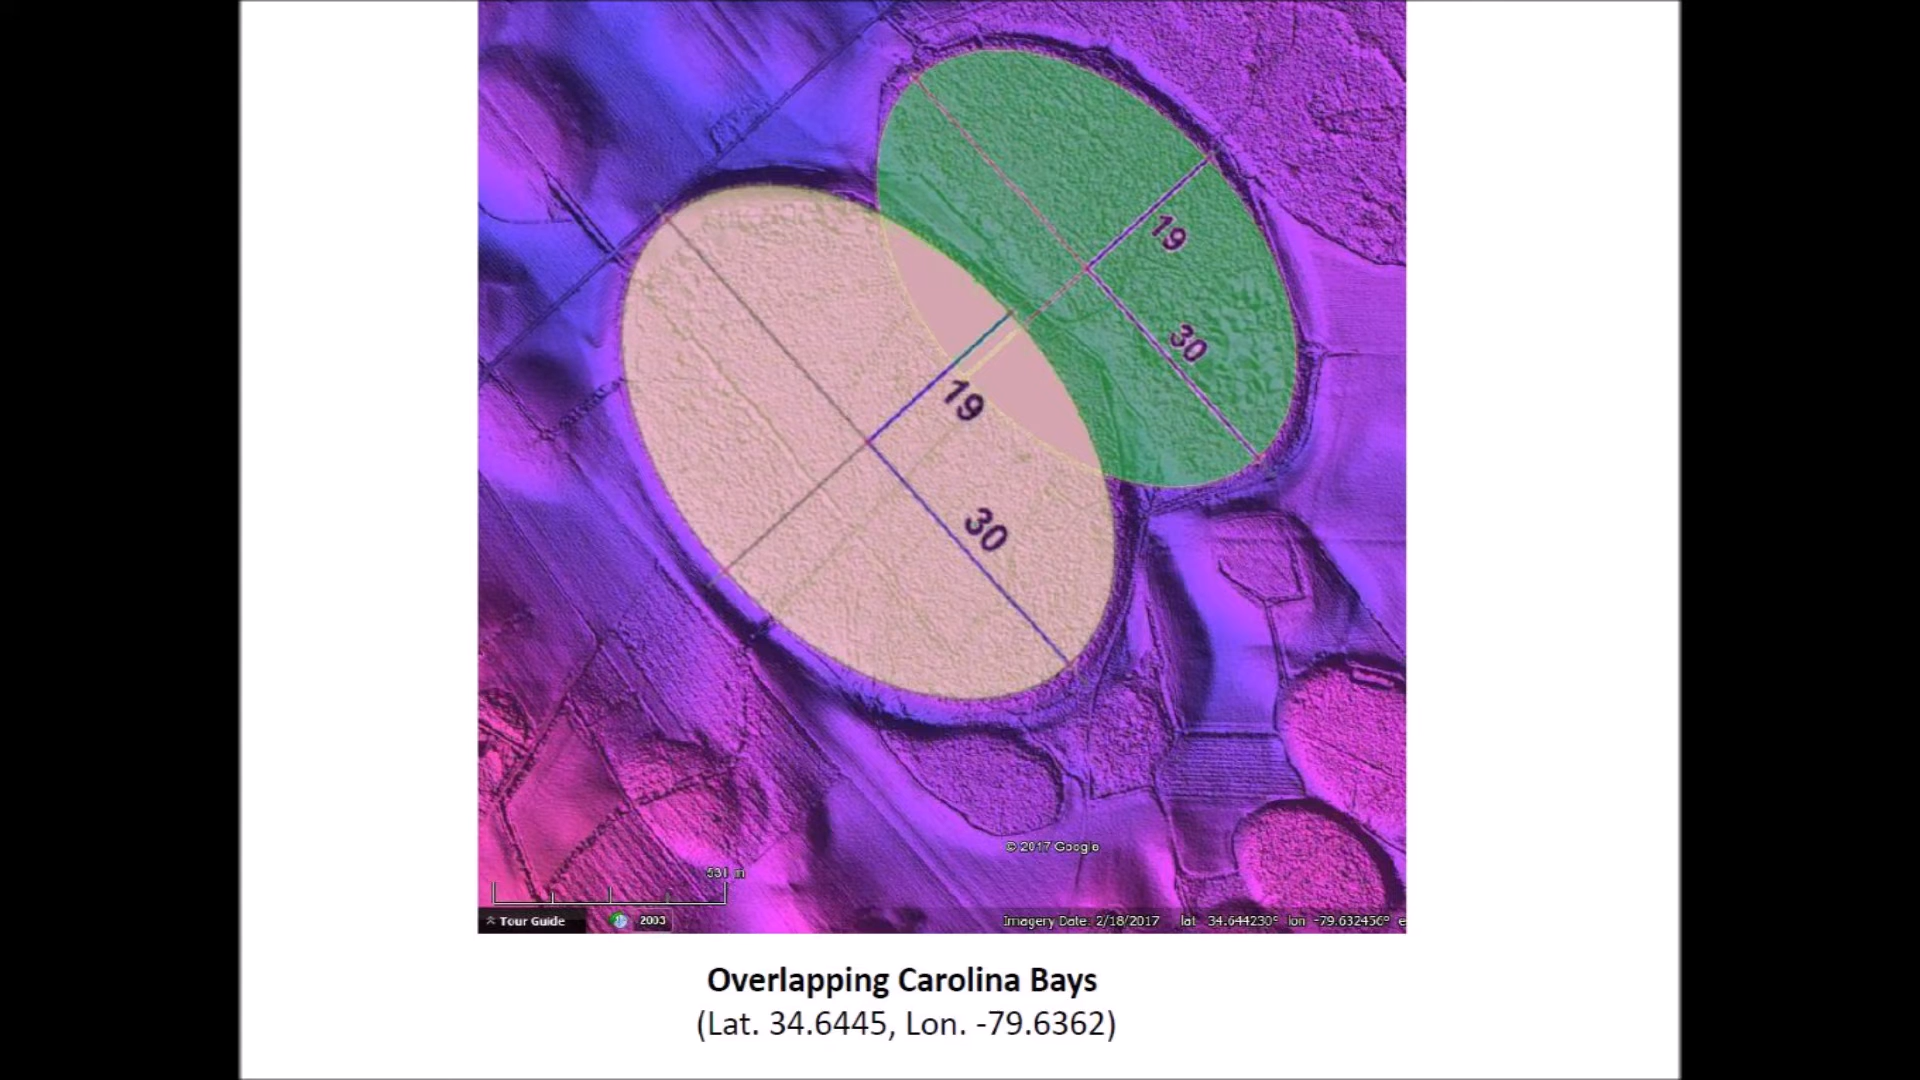 19
30
19
30
© 2017 Google
531 m
Tour Guide
2003
Imagery Date: 2/18/2017 lat 34.644230° lon -79.632456° e
Overlapping Carolina Bays
(Lat. 34.6445, Lon. -79.6362)